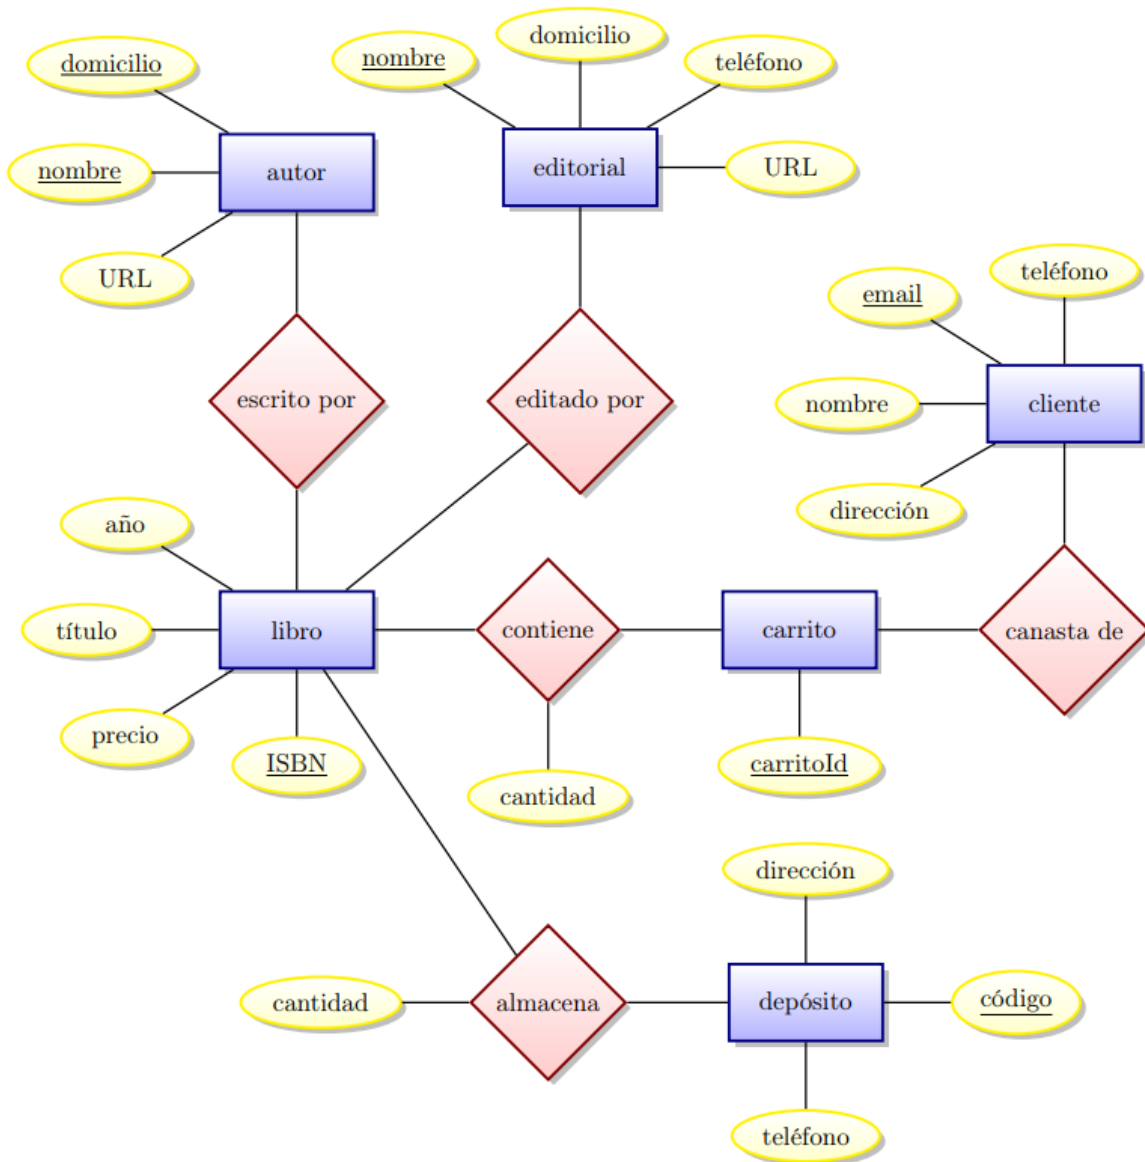 domicilio
nombre
domicilio
teléfono
nombre
autor
editorial
URL
URL
teléfono
email
escrito por
editado por
nombre
cliente
dirección
año
título
libro
contiene
carrito
canasta de
precio
ISBN
carritoId
cantidad
dirección
cantidad
almacena
depósito
código
teléfono